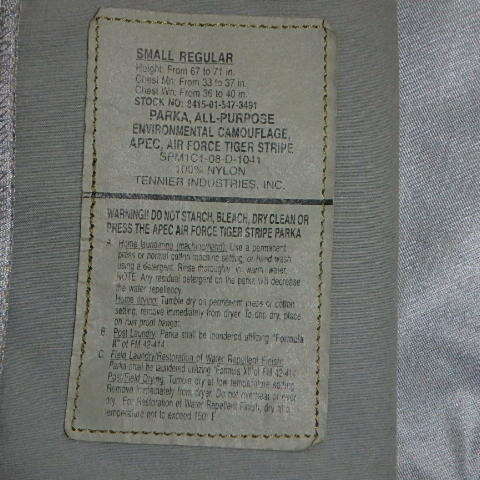 SMALL REGULAR
Height: From 67 to 71 in.
Chest Mn: From 33 to 37 in.
Chest Wn: From 36 to 40 in.
STOCK NO: 8415-01-547-3491
PARKA, ALL-PURPOSE
ENVIRONMENTAL CAMOUFLAGE,
APEC, AIR FORCE TIGER STRIPE
SPM1C1-08-D-1041
100% NYLON
TENNIER INDUSTRIES, INC.
WARNING!! DO NOT STARCH, BLEACH, DRY CLEAN OR
PRESS THE APEC AIR FORCE TIGER STRIPE PARKA
A. Home laundering (machine/hand): Use a permanent
press or normal cotton machine setting, or hand wash
using a detergent. Rinse thoroughly in warm water.
NOTE: Any residual detergent on the parka will decrease
the water repellency.
Home drying: Tumble dry on permanent press or cotton
setting, remove immediately from dryer. To drip dry, place
on rust proof hanger.
B. Post Laundry: Parka shall be laundered utilizing "Formula
II" of FM 42-414
C. Field Laundry/Restoration of Water Repellent Finish:
Parka shall be laundered utilizing "Formula XI" of FM 42-414
Post/Field Drying: Tumble dry at low temperature setting.
Remove immediately from dryer. Do not overheat or over
dry. For Restoration of Water Repellent Finish, dry at a
temperature not to exceed 150° F.